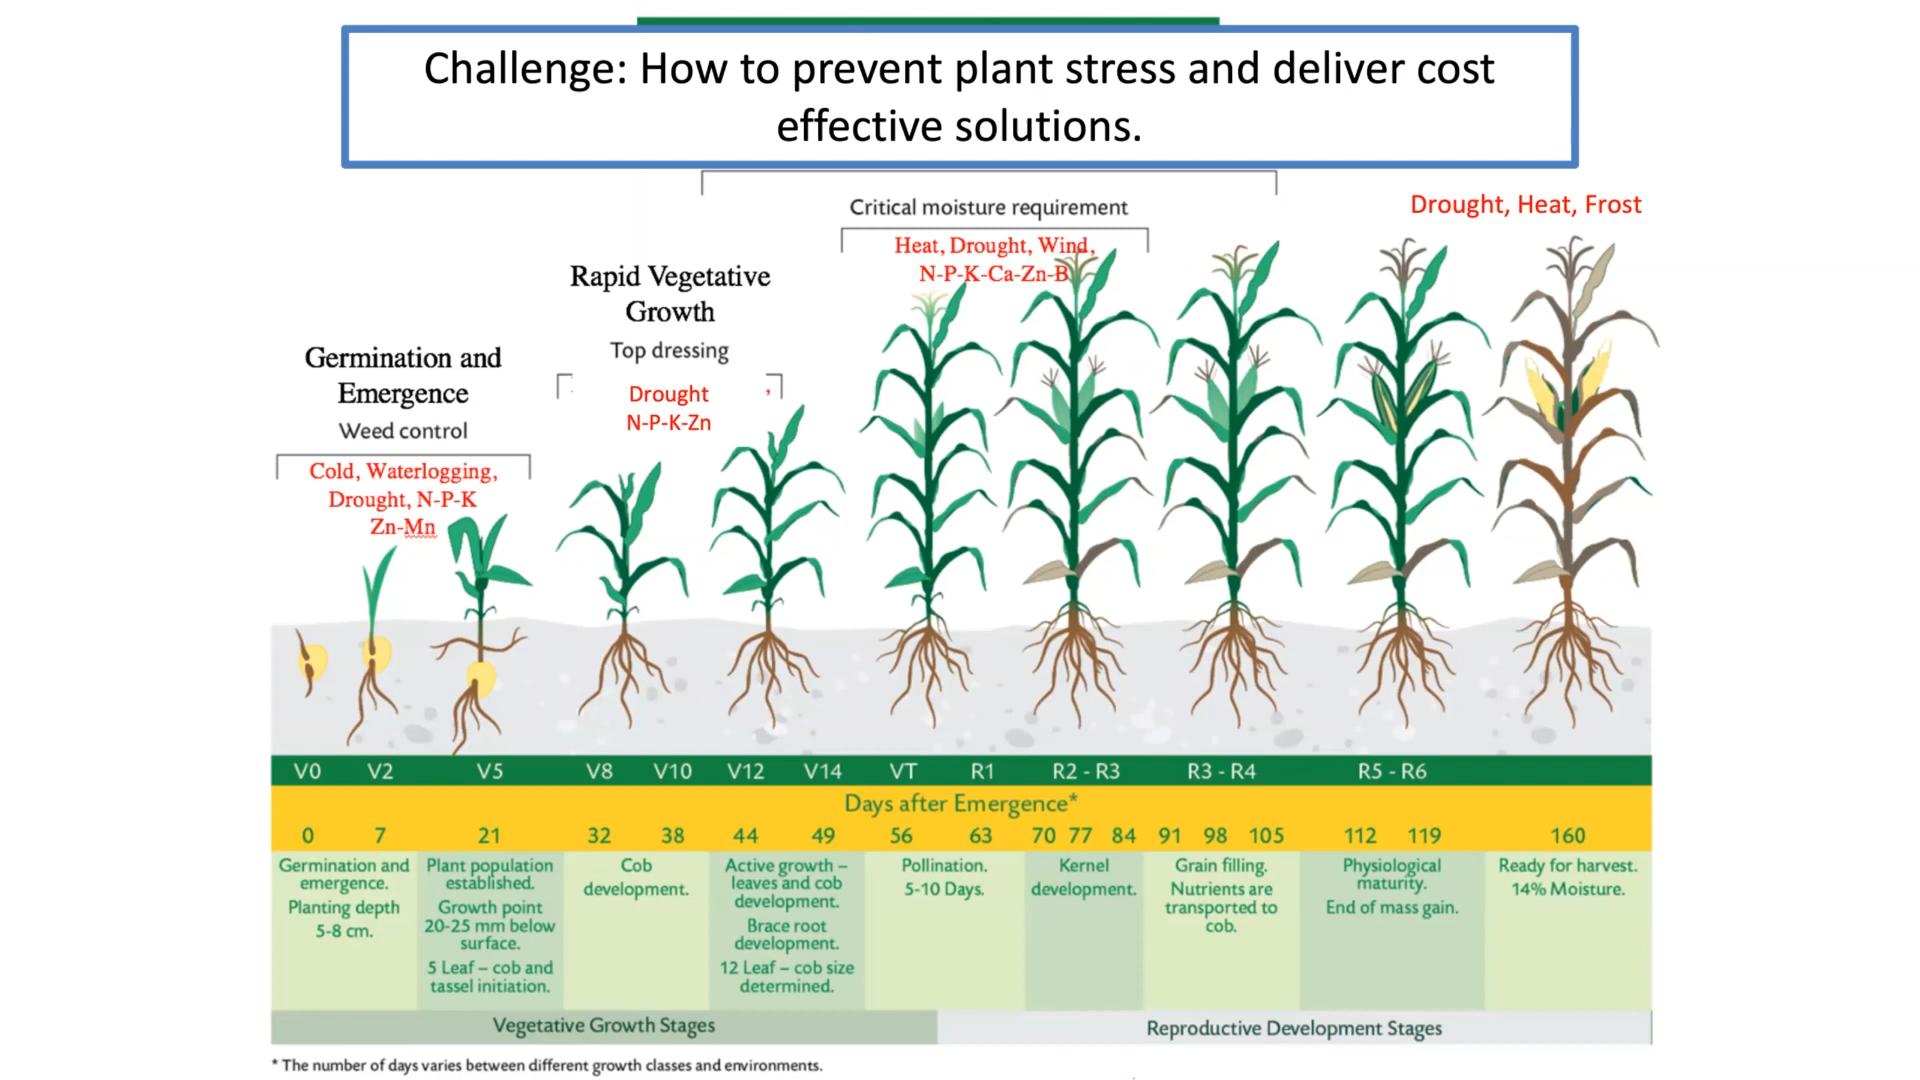 Challenge: How to prevent plant stress and deliver cost
effective solutions.
Critical moisture requirement
Drought, Heat, Frost
Heat, Drought, Wind,
N-P-K-Ca-Zn-B
Rapid Vegetative
Growth
Top dressing
Drought ,
N-P-K-Zn
Germination and
Emergence
Weed control
Cold, Waterlogging,
Drought, N-P-K
Zn-Mn
V0 V2 V5 V8 V10 V12 V14 VT R1 R2 - R3 R3 - R4 R5 - R6
Days after Emergence*
0 7 21 32 38 44 49 56 63 70 77 84 91 98 105 112 119 160
Germination and
emergence.
Planting depth
5-8 cm.
Plant population
established.
Growth point
20-25 mm below
surface.
5 Leaf – cob and
tassel initiation.
Cob
development.
Active growth –
leaves and cob
development.
Brace root
development.
12 Leaf – cob size
determined.
Pollination.
5-10 Days.
Kernel
development.
Grain filling.
Nutrients are
transported to
cob.
Physiological
maturity.
End of mass gain.
Ready for harvest.
14% Moisture.
Vegetative Growth Stages
Reproductive Development Stages
* The number of days varies between different growth classes and environments.